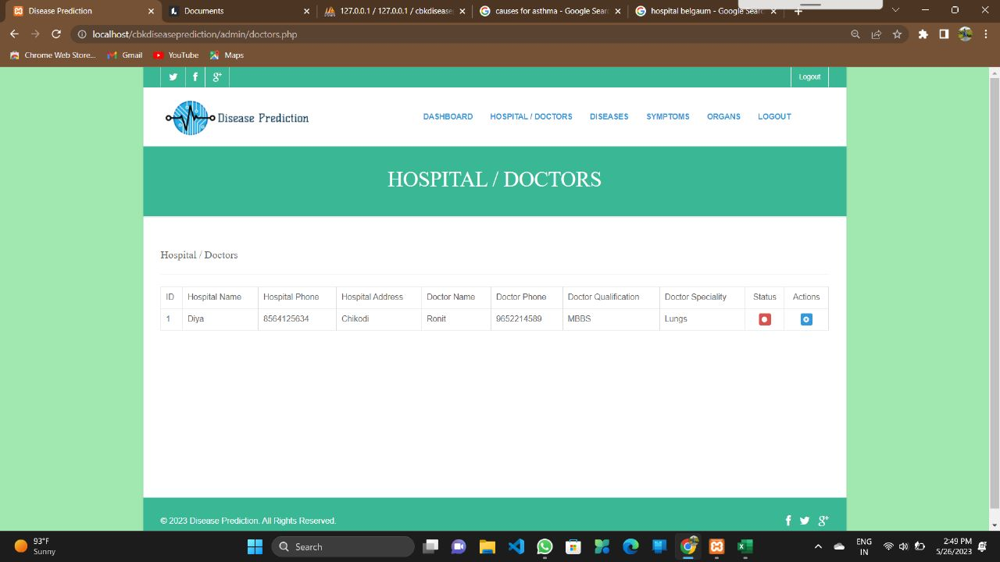 Disease Prediction
Documents
127.0.0.1 / 127.0.0.1 / cbkdisease
causes for asthma - Google Searc
hospital belgaum - Google Searc
localhost/cbkdiseaseprediction/admin/doctors.php
Chrome Web Store...
Gmail
YouTube
Maps
g+
Logout
Disease Prediction
DASHBOARD
HOSPITAL / DOCTORS
DISEASES
SYMPTOMS
ORGANS
LOGOUT
HOSPITAL / DOCTORS
Hospital / Doctors
ID Hospital Name Hospital Phone Hospital Address Doctor Name Doctor Phone Doctor Qualification Doctor Speciality Status Actions
1 Diya 8564125634 Chikodi Ronit 9652214589 MBBS Lungs
© 2023 Disease Prediction. All Rights Reserved.
g+
93°F
Sunny
Search
ENG
IN
2:49 PM
5/26/2023